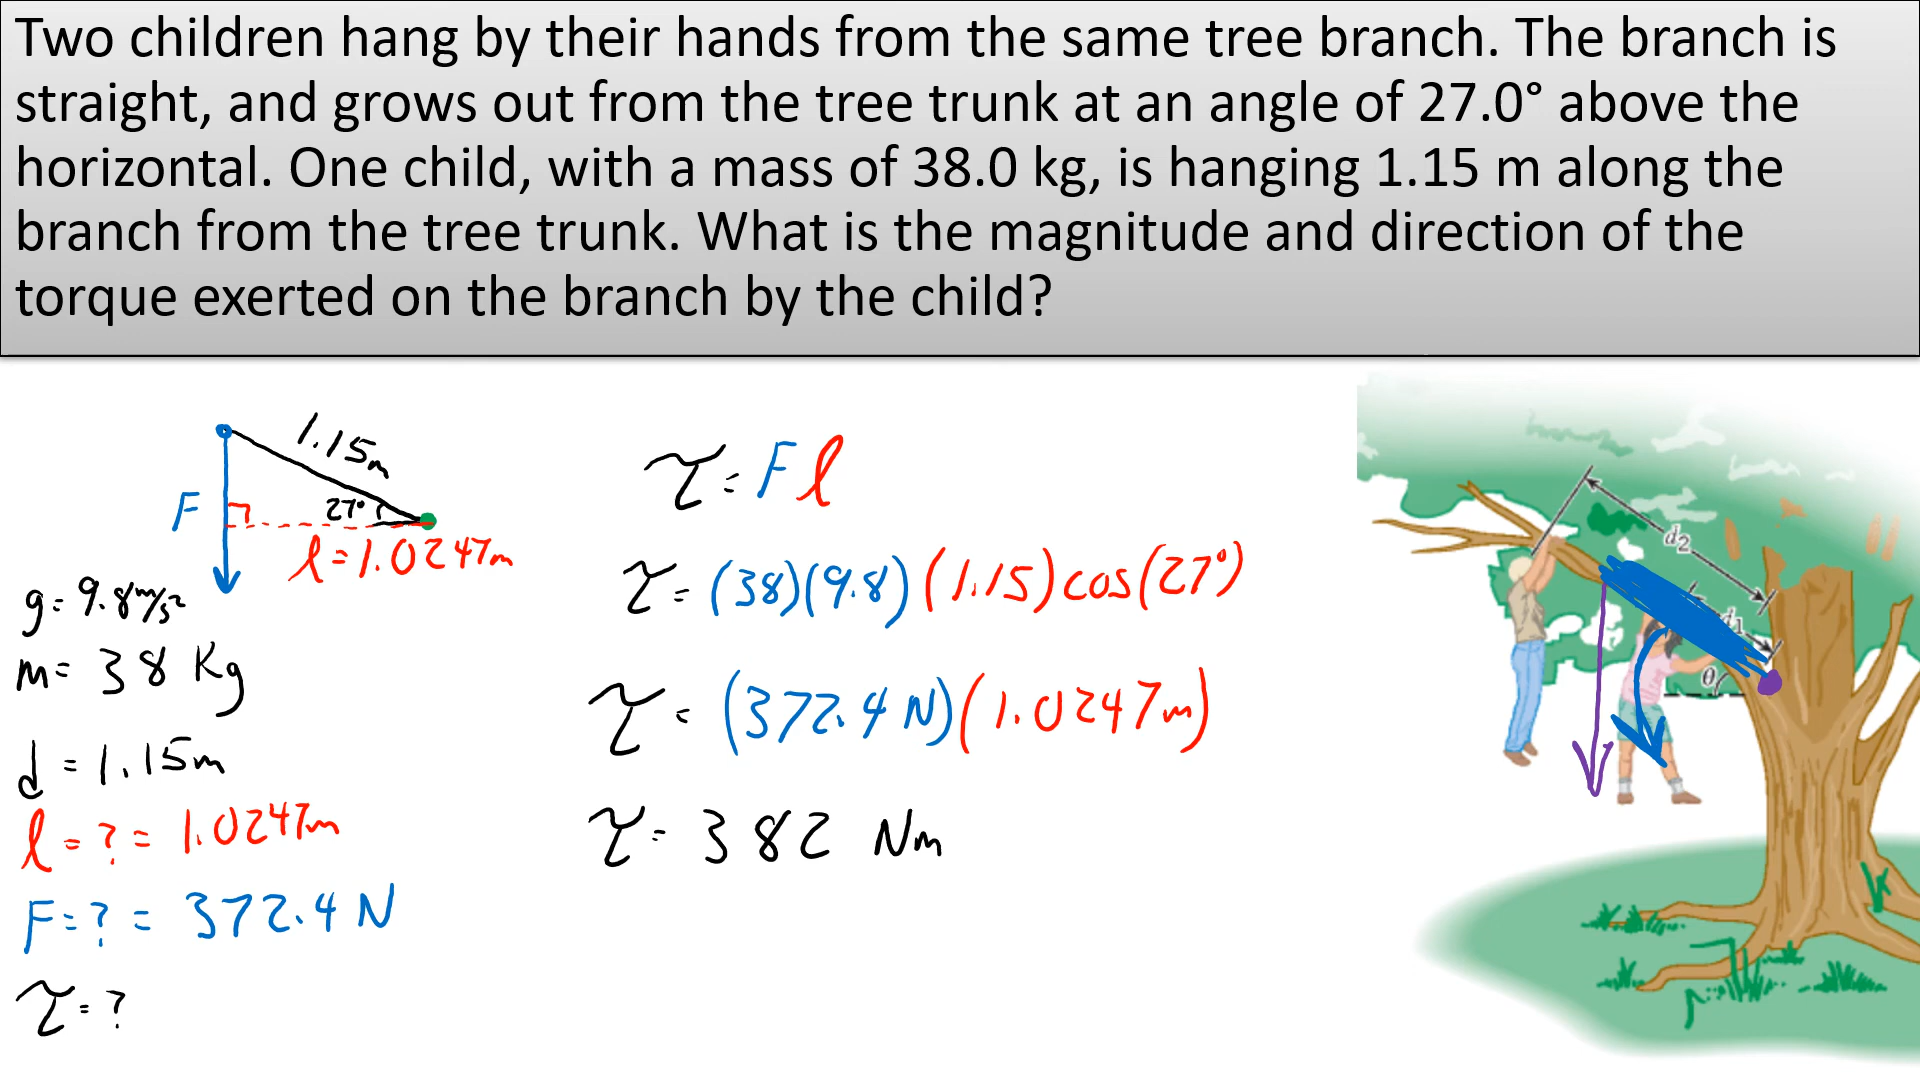 Two children hang by their hands from the same tree branch. The branch is
straight, and grows out from the tree trunk at an angle of 27.0° above the
horizontal. One child, with a mass of 38.0 kg, is hanging 1.15 m along the
branch from the tree trunk. What is the magnitude and direction of the
torque exerted on the branch by the child?
1.15m
F
27°
ℓ=1.0247m
g=9.8m/s²
m=38 Kg
d=1.15m
ℓ=?=1.0247m
F=?=372.4 N
τ=?
τ=Fℓ
τ=(38)(9.8)(1.15)cos(27°)
τ=(372.4 N)(1.0247m)
τ=382 Nm
d₂
d₁
θ